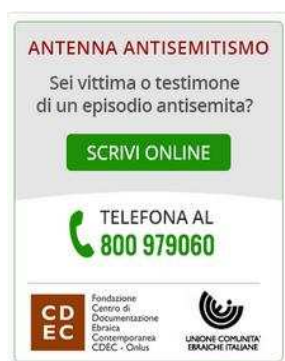 ANTENNA ANTISEMITISMO
Sei vittima o testimone
di un episodio antisemita?
SCRIVI ONLINE
TELEFONA AL
800 979060
CD
EC
Fondazione
Centro di
Documentazione
Ebraica
Contemporanea
CDEC - Onlus
UNIONE COMUNITA'
EBRAICHE ITALIANE